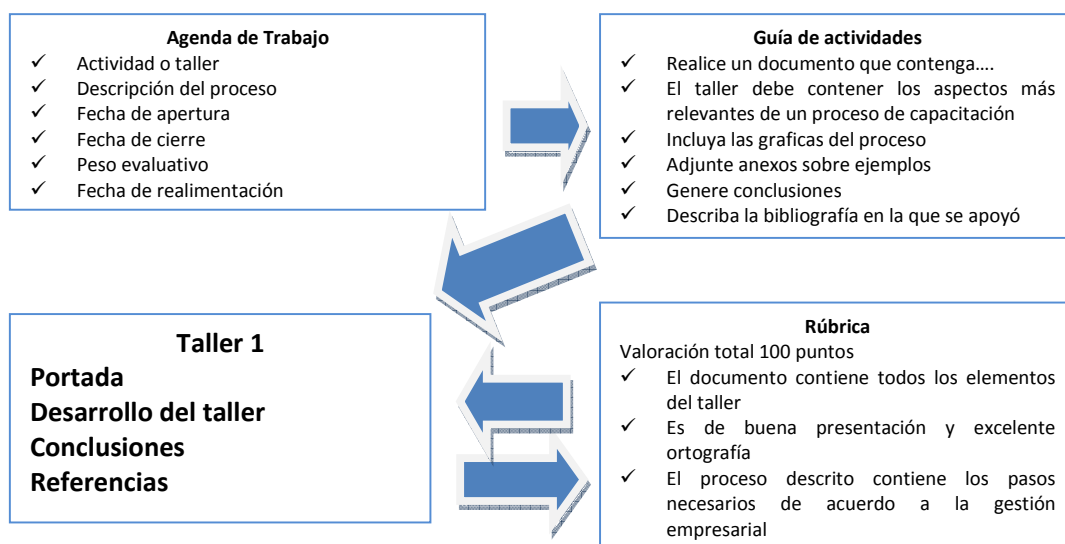 Agenda de Trabajo
✓ Actividad o taller
✓ Descripción del proceso
✓ Fecha de apertura
✓ Fecha de cierre
✓ Peso evaluativo
✓ Fecha de realimentación
Guía de actividades
✓ Realice un documento que contenga....
✓ El taller debe contener los aspectos más
relevantes de un proceso de capacitación
✓ Incluya las graficas del proceso
✓ Adjunte anexos sobre ejemplos
✓ Genere conclusiones
✓ Describa la bibliografía en la que se apoyó
Taller 1
Portada
Desarrollo del taller
Conclusiones
Referencias
Rúbrica
Valoración total 100 puntos
✓ El documento contiene todos los elementos
del taller
✓ Es de buena presentación y excelente
ortografía
✓ El proceso descrito contiene los pasos
necesarios de acuerdo a la gestión
empresarial